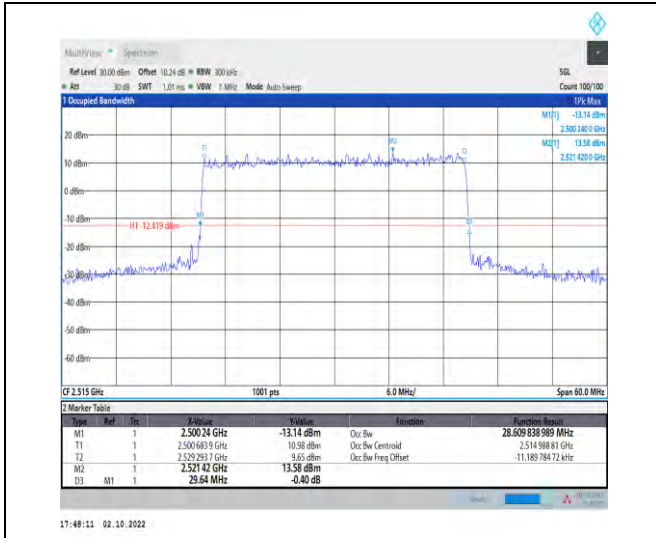 MultiView Spectrum
Ref Level 30.00 dBm Offset 10.24 dB RBW 300 kHz SGL
Att 30 dB SWT 1.01 ms VBW 1 MHz Mode Auto Sweep Count 100/100
1 Occupied Bandwidth 1Pk Max
M1[1] -13.14 dBm
2.500 240 0 GHz
M2[1] 13.58 dBm
2.521 420 0 GHz
20 dBm
T1 M2 T2
10 dBm
0 dBm
-10 dBm M1
H1 -12.419 dBm
-20 dBm
-30 dBm
-40 dBm
-50 dBm
-60 dBm
CF 2.515 GHz 1001 pts 6.0 MHz/ Span 60.0 MHz
2 Marker Table
Type Ref Trc X-Value Y-Value Function Function Result
M1 1 2.500 24 GHz -13.14 dBm Occ Bw 28.609 838 989 MHz
T1 1 2.500 683 9 GHz 10.98 dBm Occ Bw Centroid 2.514 988 81 GHz
T2 1 2.529 293 7 GHz 9.65 dBm Occ Bw Freq Offset -11.189 784 72 kHz
M2 1 2.521 42 GHz 13.58 dBm
D3 M1 1 29.64 MHz -0.40 dB
17:48:11 02.10.2022